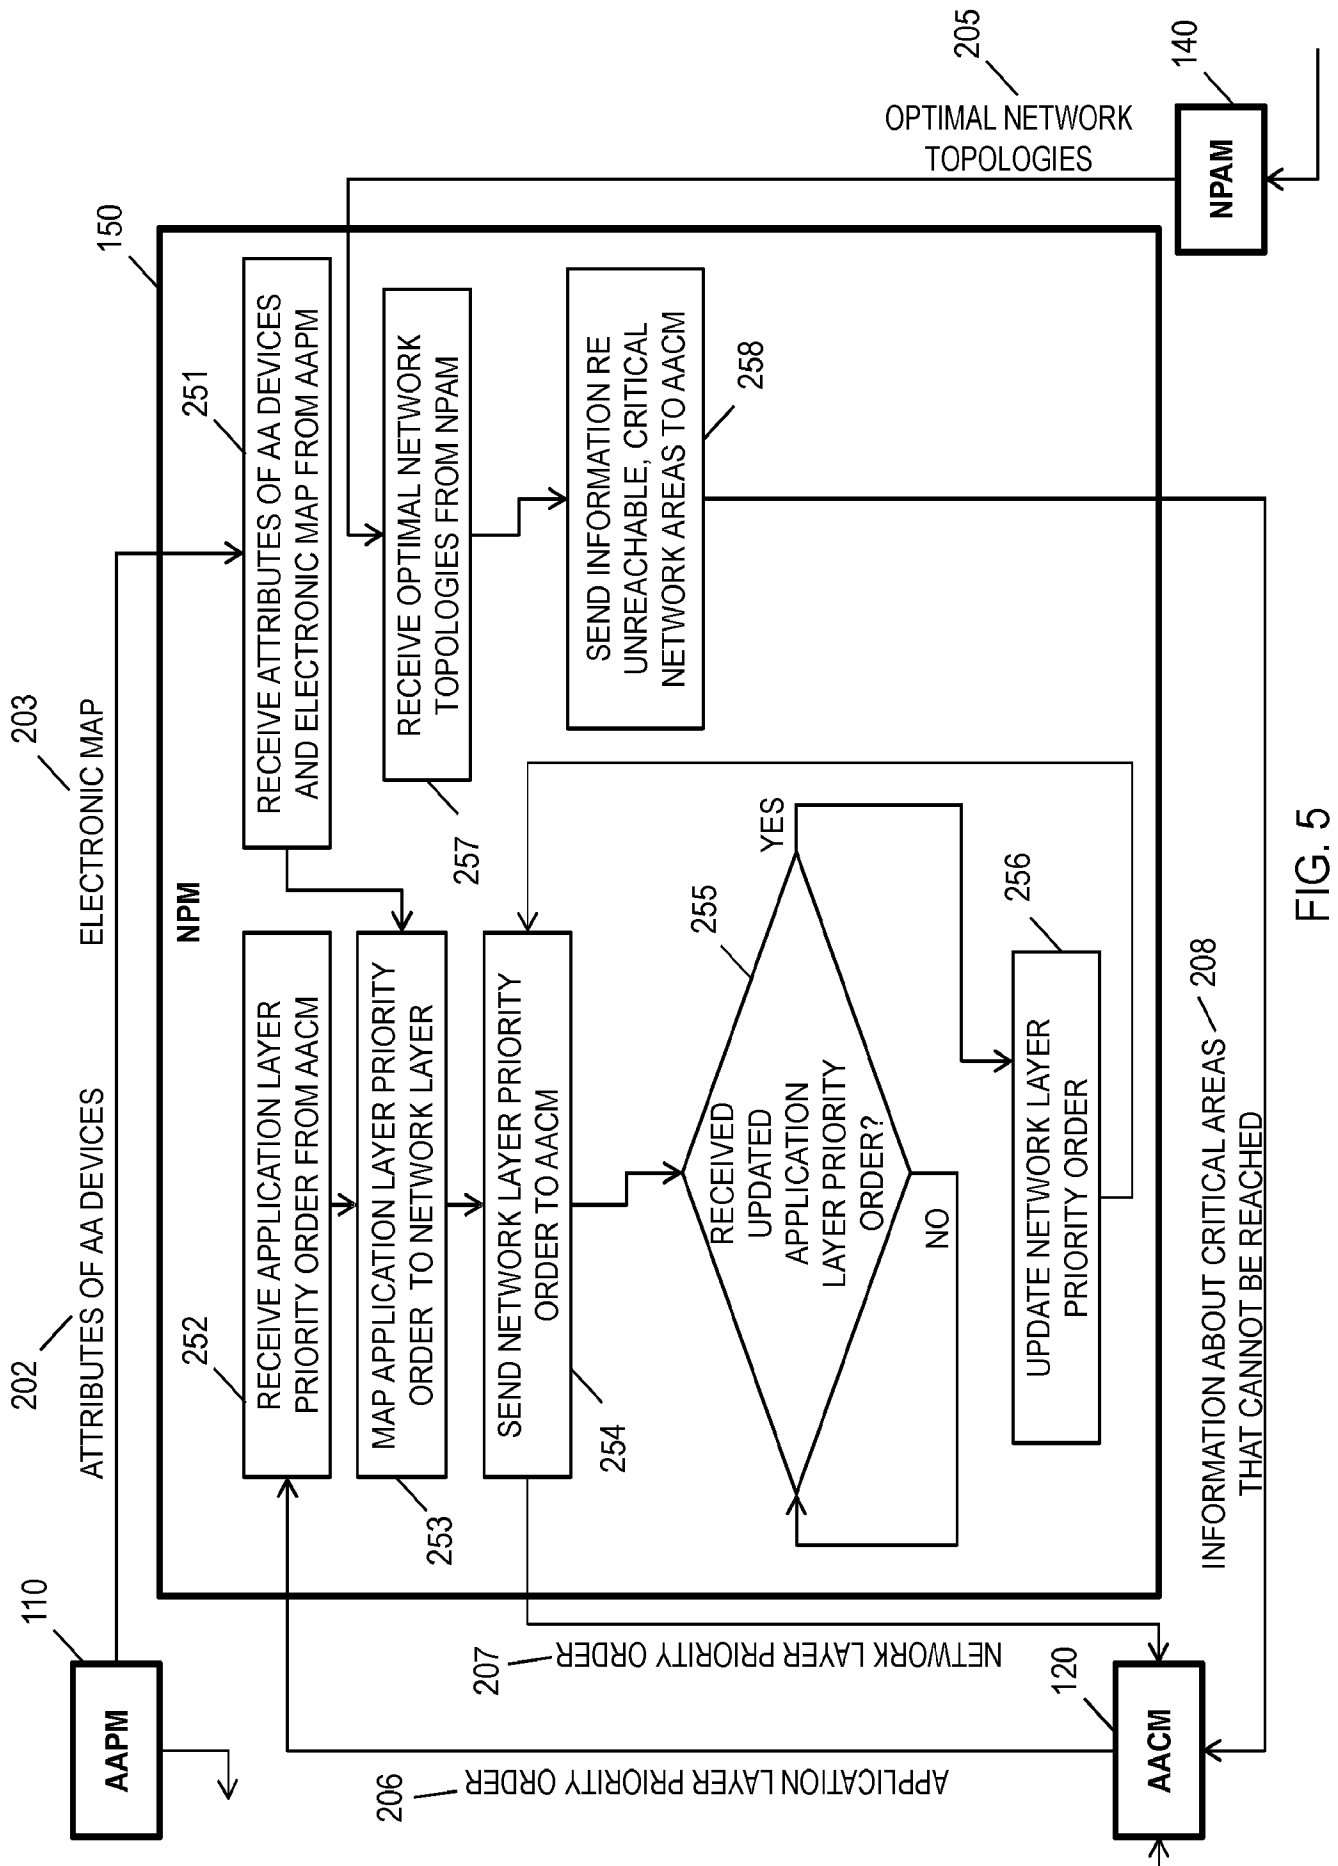 110
AAPM
202
ATTRIBUTES OF AA DEVICES
203
ELECTRONIC MAP
150
NPM
252
RECEIVE APPLICATION LAYER
PRIORITY ORDER FROM AACM
251
RECEIVE ATTRIBUTES OF AA DEVICES
AND ELECTRONIC MAP FROM AAPM
MAP APPLICATION LAYER PRIORITY
ORDER TO NETWORK LAYER
253
257
RECEIVE OPTIMAL NETWORK
TOPOLOGIES FROM NPAM
SEND NETWORK LAYER PRIORITY
ORDER TO AACM
254
SEND INFORMATION RE
UNREACHABLE, CRITICAL
NETWORK AREAS TO AACM
258
255
RECEIVED
UPDATED
APPLICATION
LAYER PRIORITY
ORDER?
YES
NO
256
UPDATE NETWORK LAYER
PRIORITY ORDER
206
APPLICATION LAYER PRIORITY ORDER
207
NETWORK LAYER PRIORITY ORDER
120
AACM
INFORMATION ABOUT CRITICAL AREAS
THAT CANNOT BE REACHED
208
205
OPTIMAL NETWORK
TOPOLOGIES
140
NPAM
FIG. 5